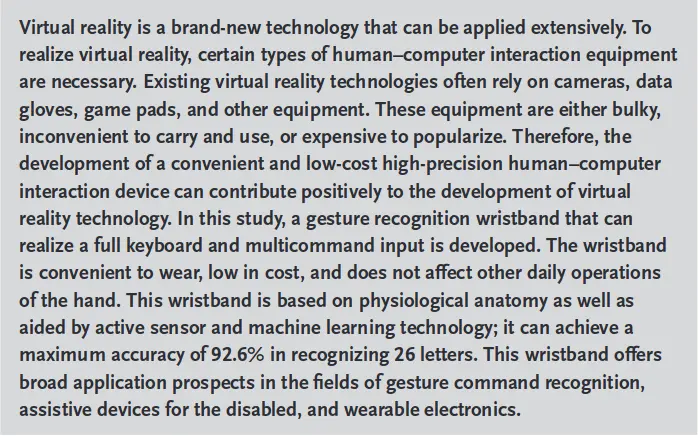 Virtual reality is a brand-new technology that can be applied extensively. To
realize virtual reality, certain types of human–computer interaction equipment
are necessary. Existing virtual reality technologies often rely on cameras, data
gloves, game pads, and other equipment. These equipment are either bulky,
inconvenient to carry and use, or expensive to popularize. Therefore, the
development of a convenient and low-cost high-precision human–computer
interaction device can contribute positively to the development of virtual
reality technology. In this study, a gesture recognition wristband that can
realize a full keyboard and multicommand input is developed. The wristband
is convenient to wear, low in cost, and does not affect other daily operations
of the hand. This wristband is based on physiological anatomy as well as
aided by active sensor and machine learning technology; it can achieve a
maximum accuracy of 92.6% in recognizing 26 letters. This wristband offers
broad application prospects in the fields of gesture command recognition,
assistive devices for the disabled, and wearable electronics.